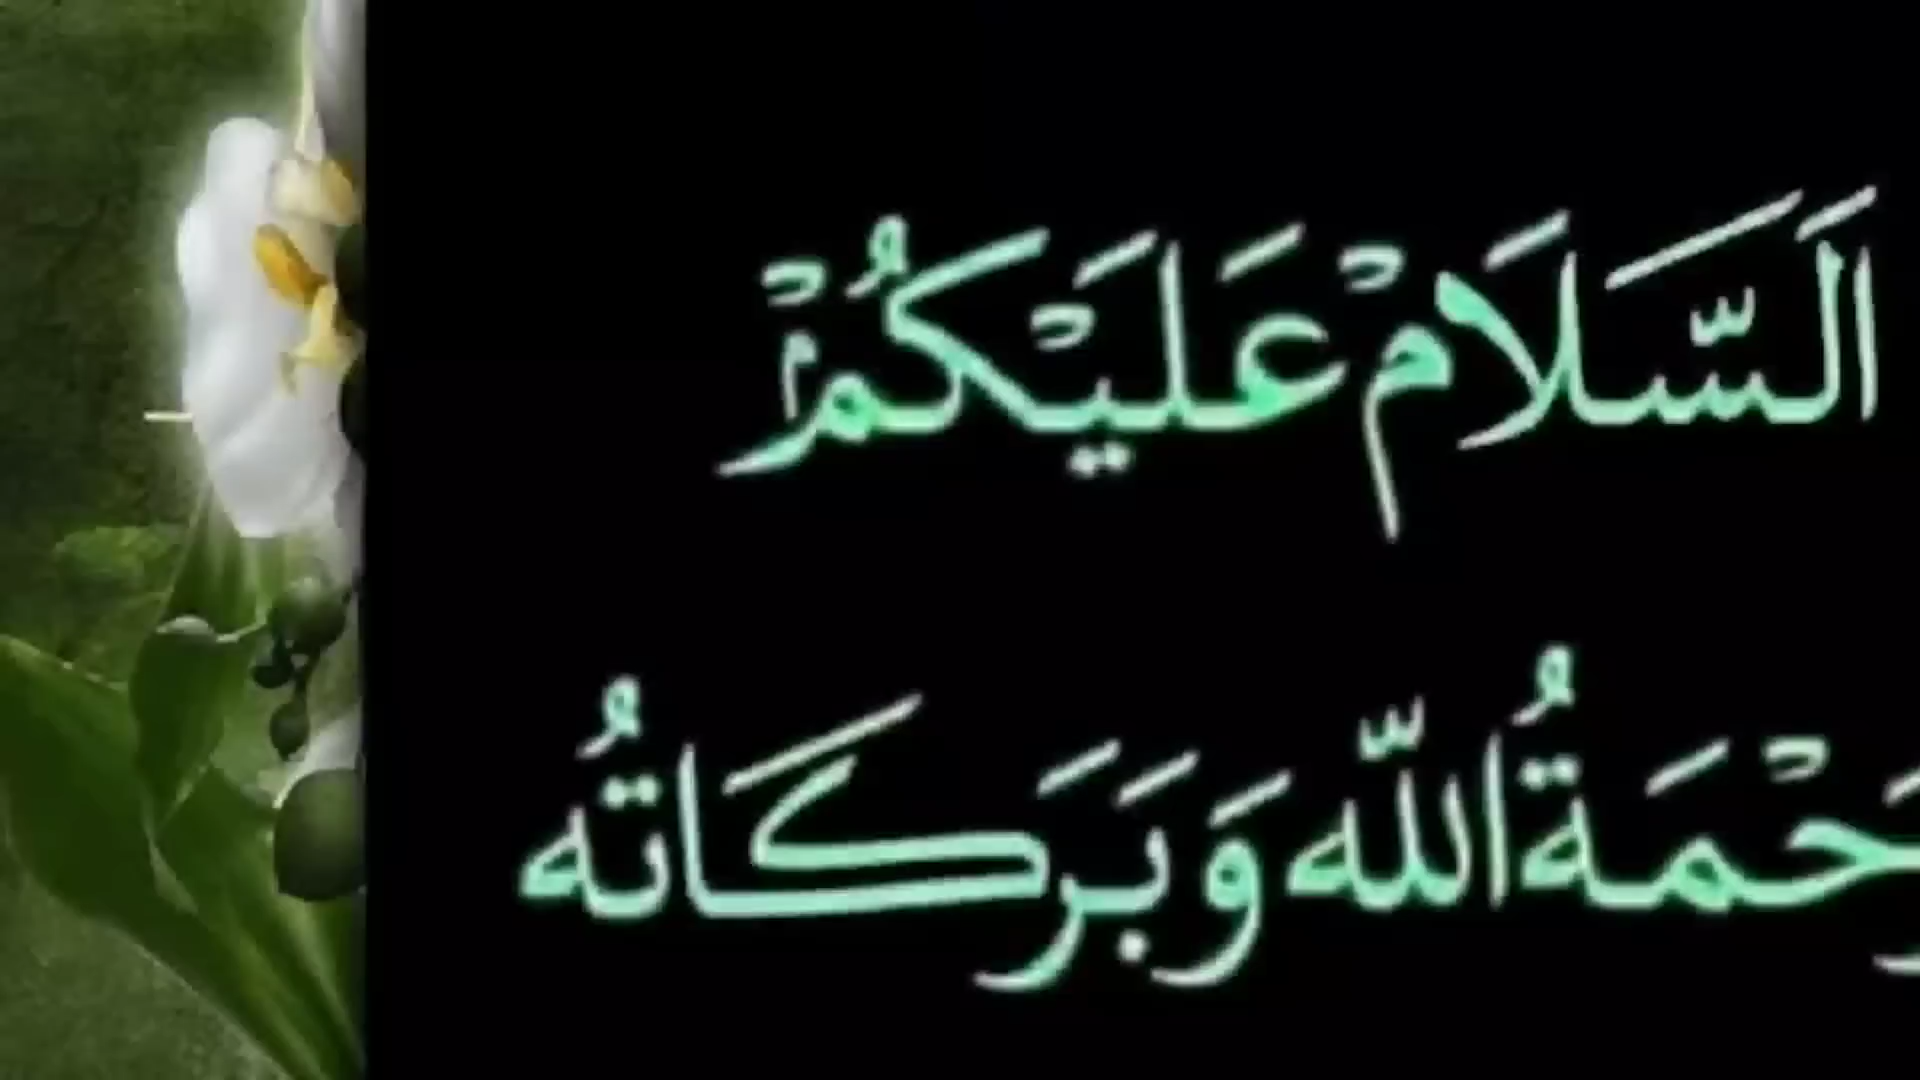 اَلسَّلَامْ عَلَيْكُمْ
رَحْمَةُ اللّه وَبَرَكَاتُه